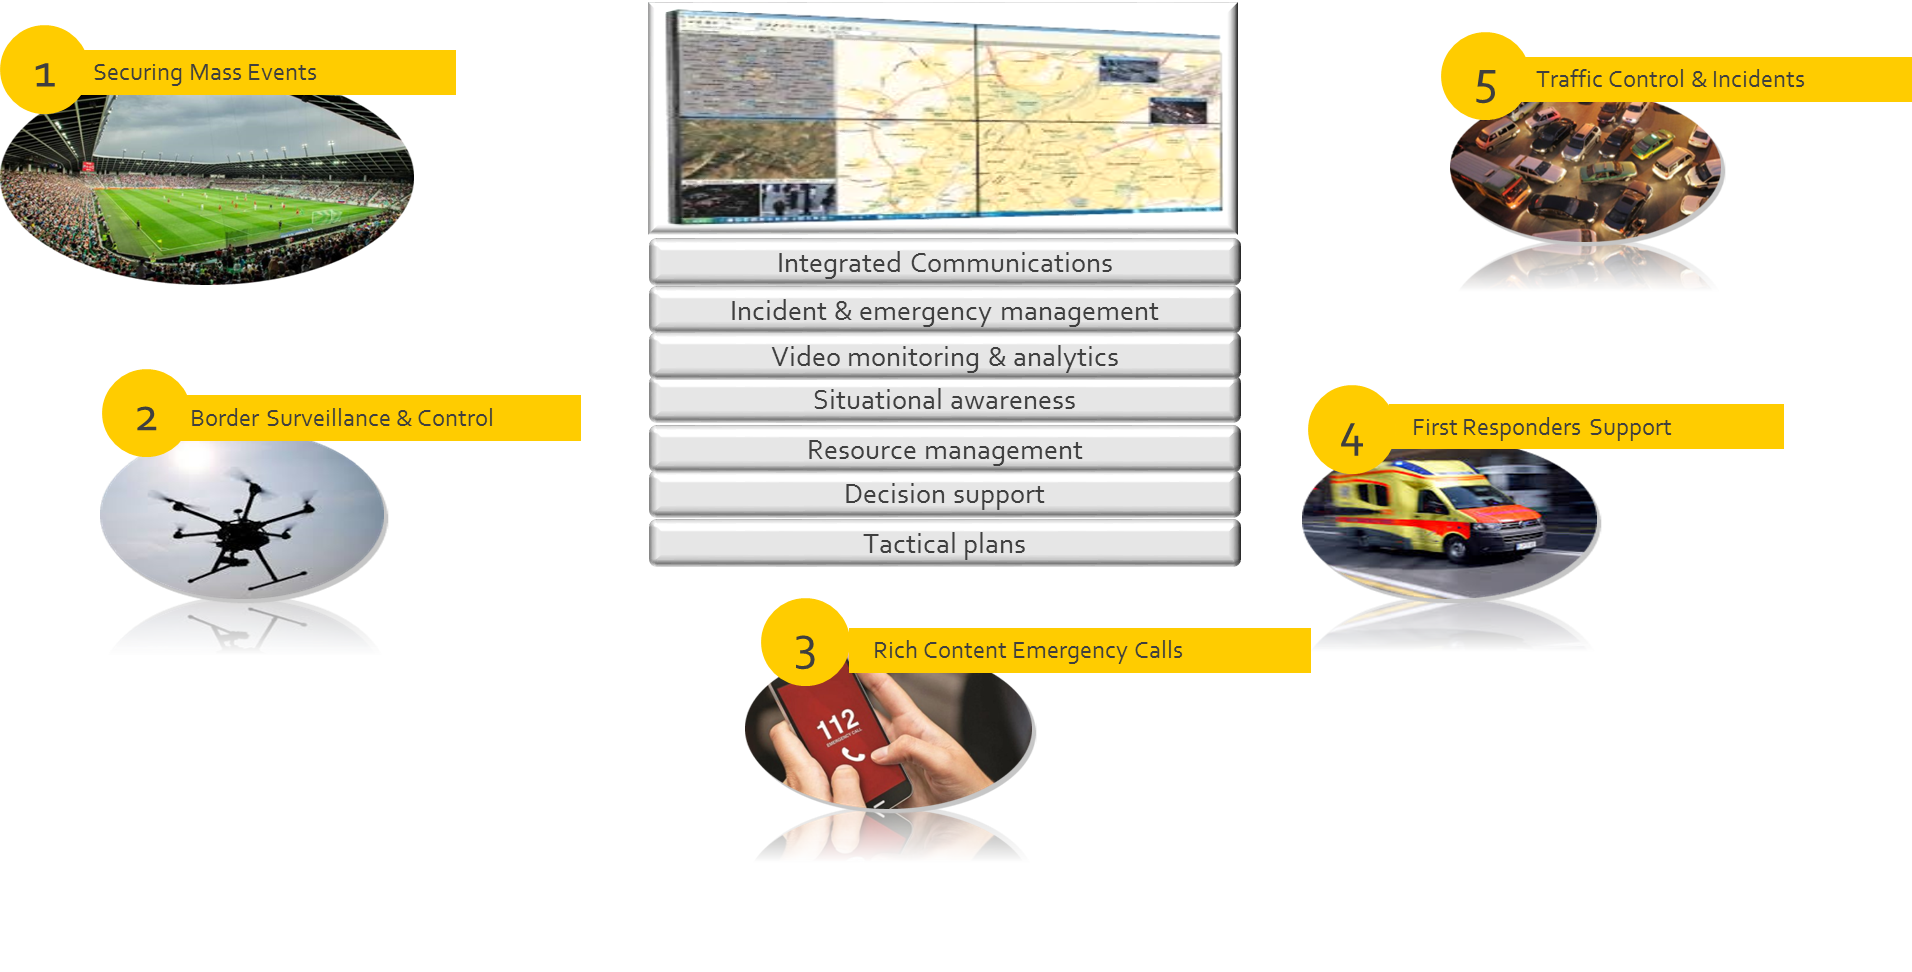 1
Securing Mass Events
2
Border Surveillance & Control
Integrated Communications
Incident & emergency management
Video monitoring & analytics
Situational awareness
Resource management
Decision support
Tactical plans
3
Rich Content Emergency Calls
112
EMERGENCY CALL
4
First Responders Support
5
Traffic Control & Incidents